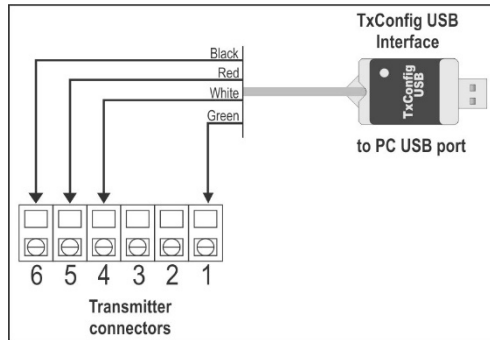 TxConfig USB
Interface
Black
Red
White
Green
TxConfig
USB
to PC USB port
6 5 4 3 2 1
Transmitter
connectors